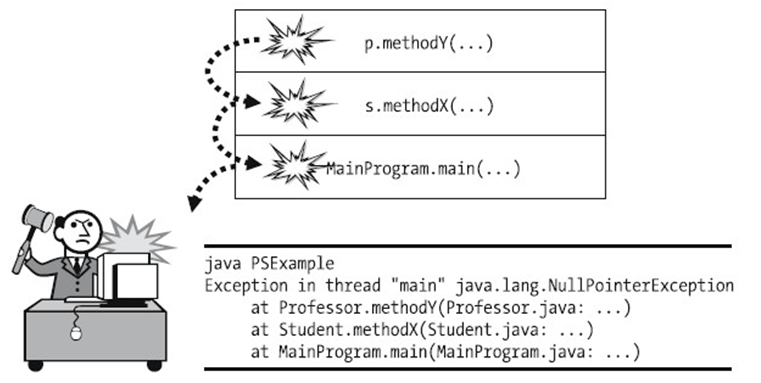 p.methodY(...)
s.methodX(...)
MainProgram.main(...)
java PSExample
Exception in thread "main" java.lang.NullPointerException
at Professor.methodY(Professor.java: ...)
at Student.methodX(Student.java: ...)
at MainProgram.main(MainProgram.java: ...)